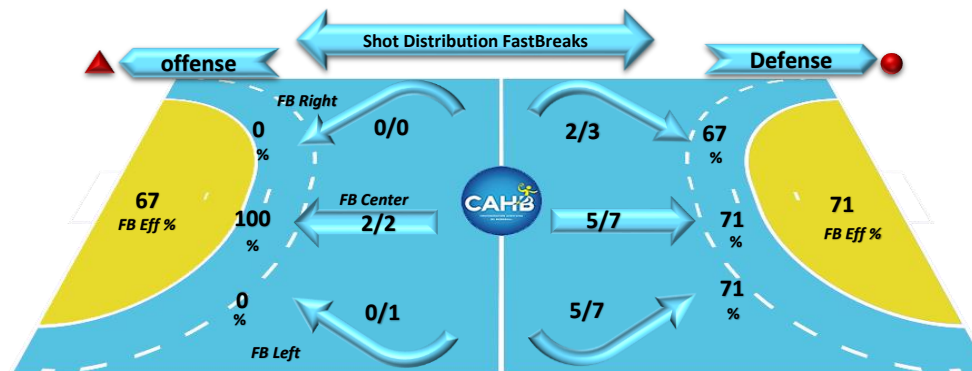 Shot Distribution FastBreaks
offense
Defense
FB Right
0
%
0/0
2/3
67
%
67
FB Eff %
FB Center
100
%
2/2
CAHB
5/7
71
%
71
FB Eff %
0
%
0/1
FB Left
5/7
71
%